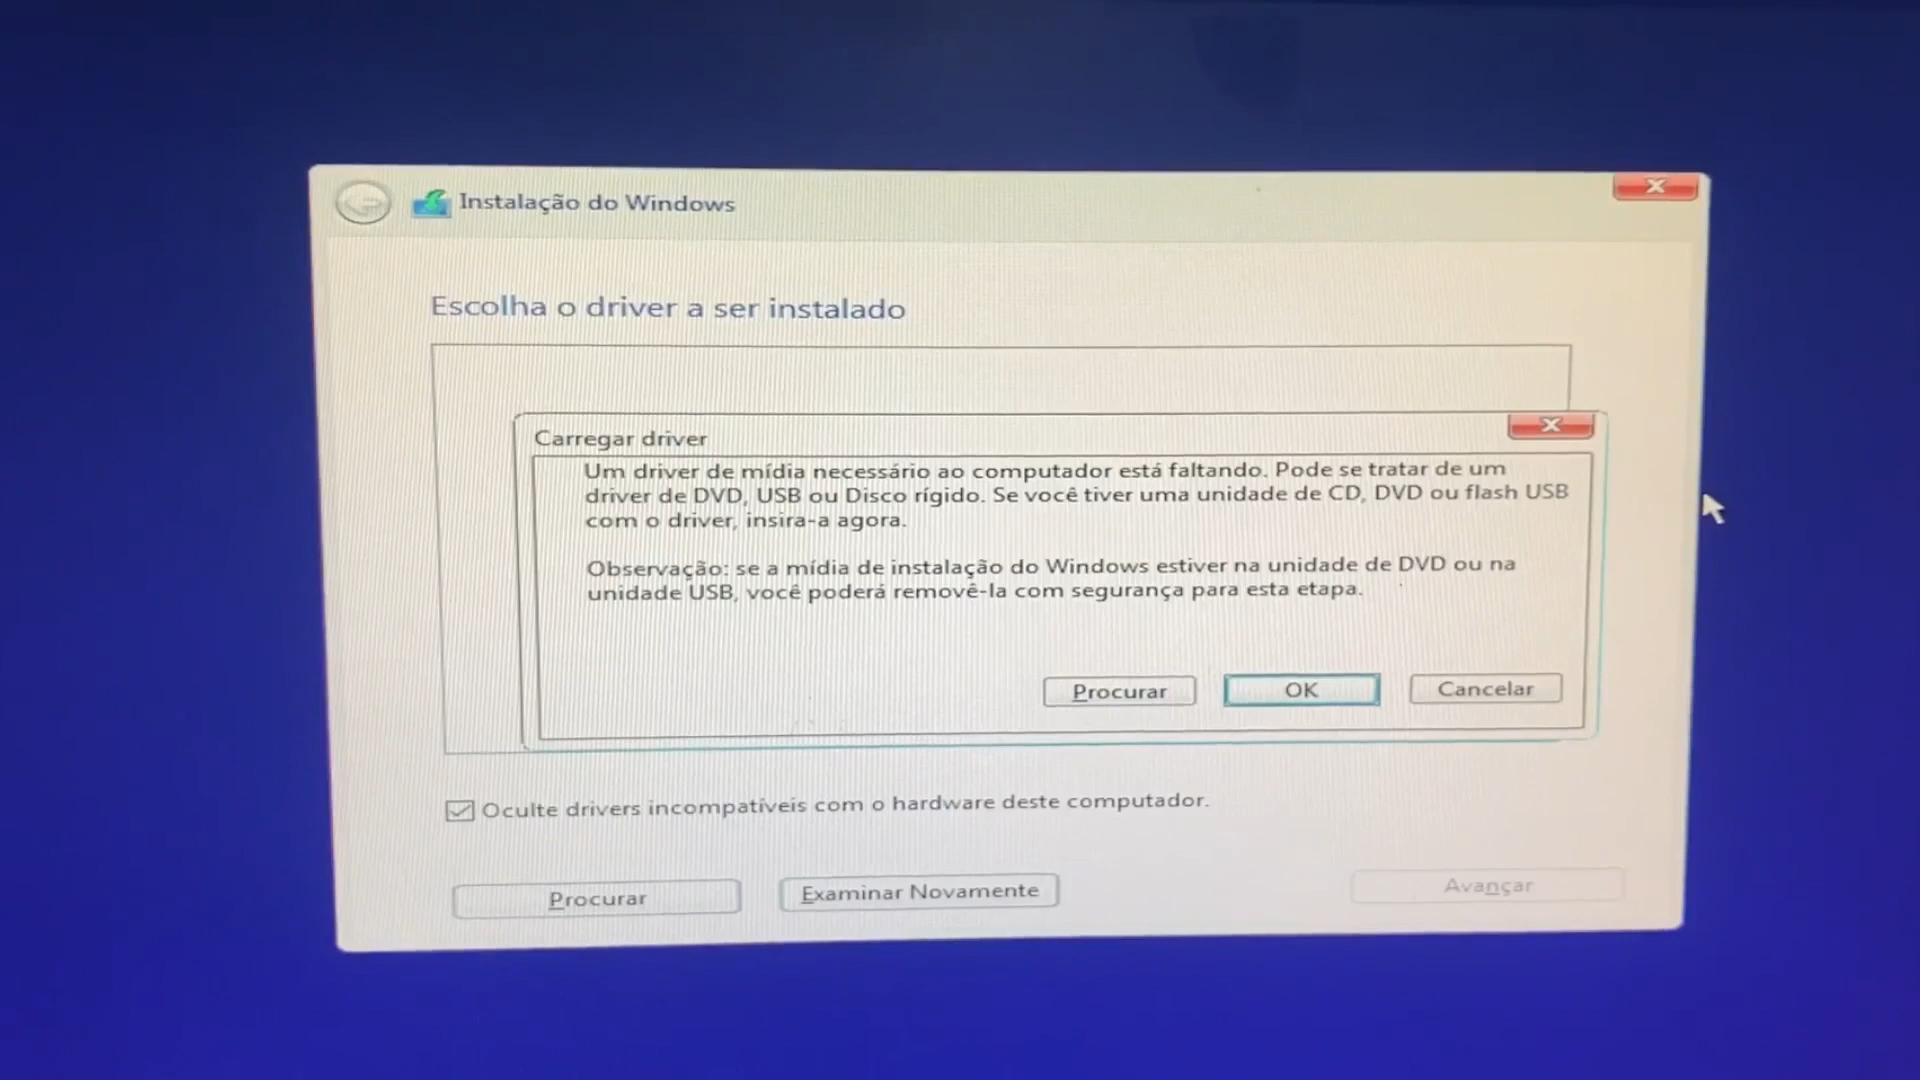 Instalação do Windows
Escolha o driver a ser instalado
Carregar driver
Um driver de mídia necessário ao computador está faltando. Pode se tratar de um
driver de DVD, USB ou Disco rígido. Se você tiver uma unidade de CD, DVD ou flash USB
com o driver, insira-a agora.
Observação: se a mídia de instalação do Windows estiver na unidade de DVD ou na
unidade USB, você poderá removê-la com segurança para esta etapa.
Procurar
OK
Cancelar
Oculte drivers incompatíveis com o hardware deste computador.
Procurar
Examinar Novamente
Avançar